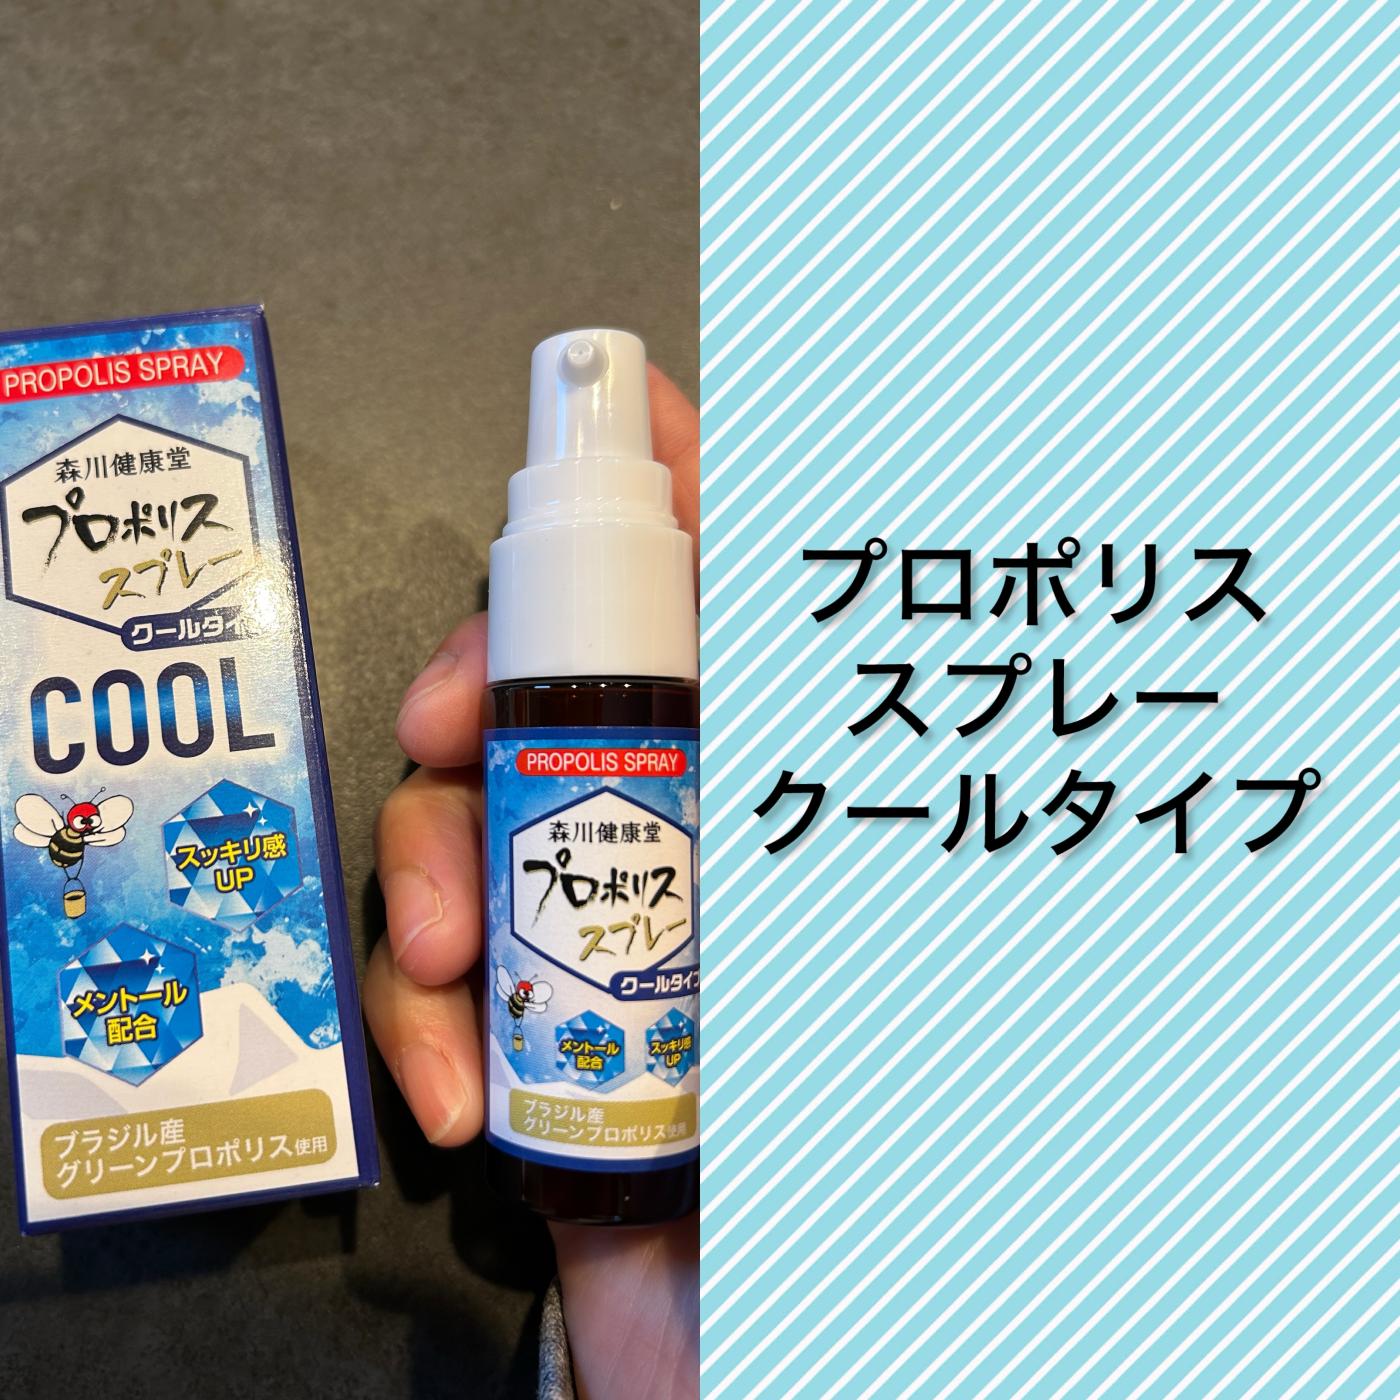 PROPOLIS SPRAY
森川健康堂
プロポリス
スプレー
クールタイ
COOL
スッキリ感
UP
メントール
配合
ブラジル産
グリーンプロポリス使用
PROPOLIS SPRAY
森川健康堂
プロポリス
スプレー
クールタイプ
メントール
配合
スッキリ感
UP
ブラジル産
グリーンプロポリス使用
プロポリス
スプレー
クールタイプ